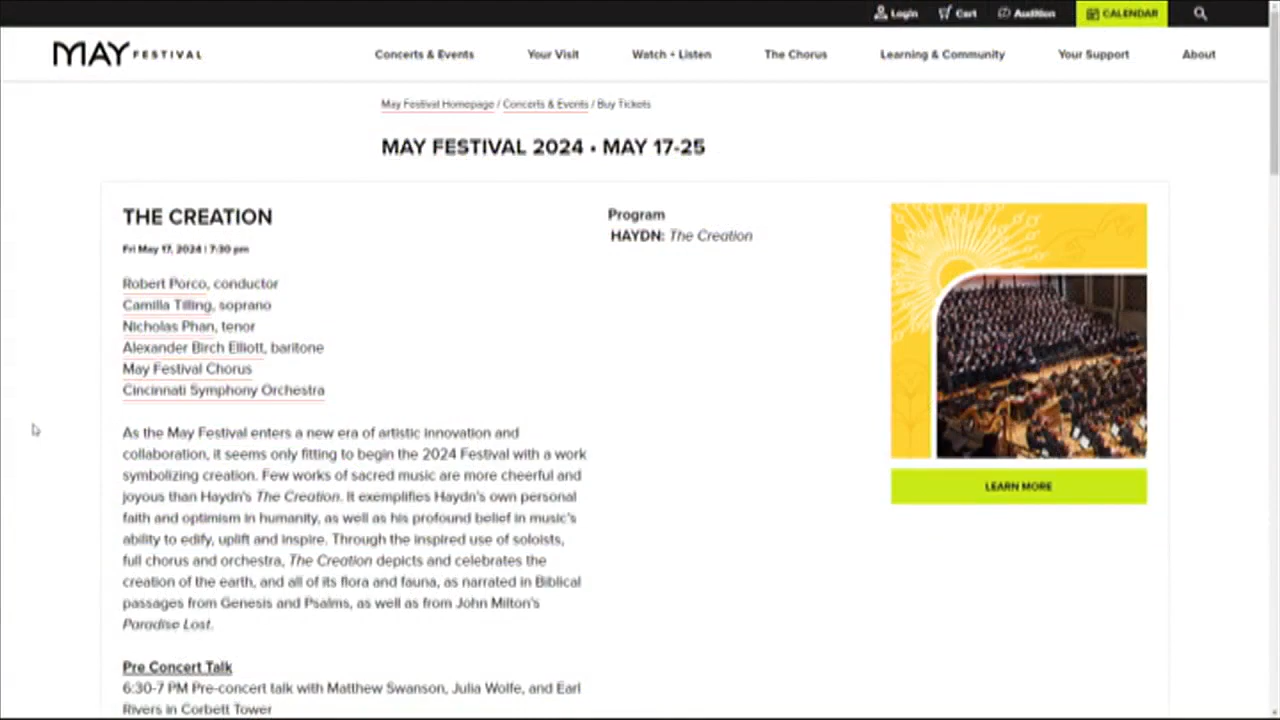 Login Cart Audition CALENDAR
MAY FESTIVAL
Concerts & Events Your Visit Watch + Listen The Chorus Learning & Community Your Support About
May Festival Homepage / Concerts & Events / Buy Tickets
MAY FESTIVAL 2024 • MAY 17-25
THE CREATION
Fri May 17, 2024 | 7:30 pm
Robert Porco, conductor
Camilla Tilling, soprano
Nicholas Phan, tenor
Alexander Birch Elliott, baritone
May Festival Chorus
Cincinnati Symphony Orchestra
As the May Festival enters a new era of artistic innovation and
collaboration, it seems only fitting to begin the 2024 Festival with a work
symbolizing creation. Few works of sacred music are more cheerful and
joyous than Haydn's The Creation. It exemplifies Haydn's own personal
faith and optimism in humanity, as well as his profound belief in music's
ability to edify, uplift and inspire. Through the inspired use of soloists,
full chorus and orchestra, The Creation depicts and celebrates the
creation of the earth, and all of its flora and fauna, as narrated in Biblical
passages from Genesis and Psalms, as well as from John Milton's
Paradise Lost.
Pre Concert Talk
6:30-7 PM Pre-concert talk with Matthew Swanson, Julia Wolfe, and Earl
Rivers in Corbett Tower
Program
HAYDN: The Creation
LEARN MORE